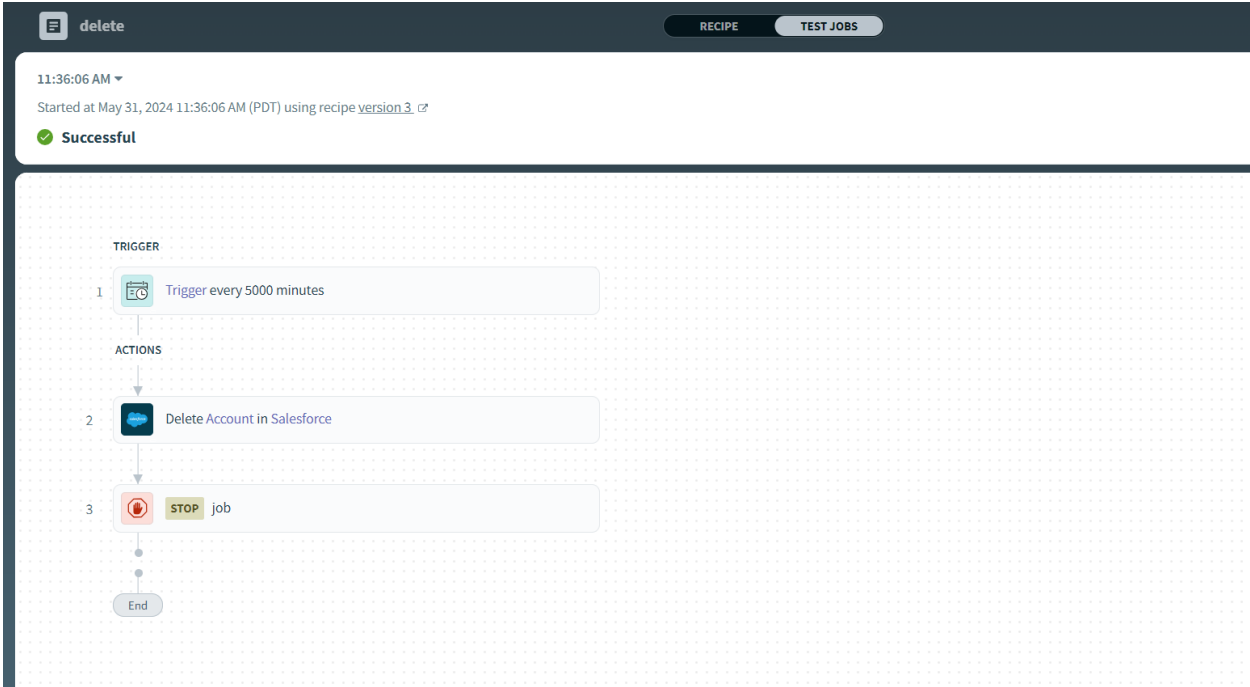 delete
RECIPE
TEST JOBS
11:36:06 AM
Started at May 31, 2024 11:36:06 AM (PDT) using recipe version 3
Successful
TRIGGER
1
Trigger every 5000 minutes
ACTIONS
2
Delete Account in Salesforce
3
STOP job
End